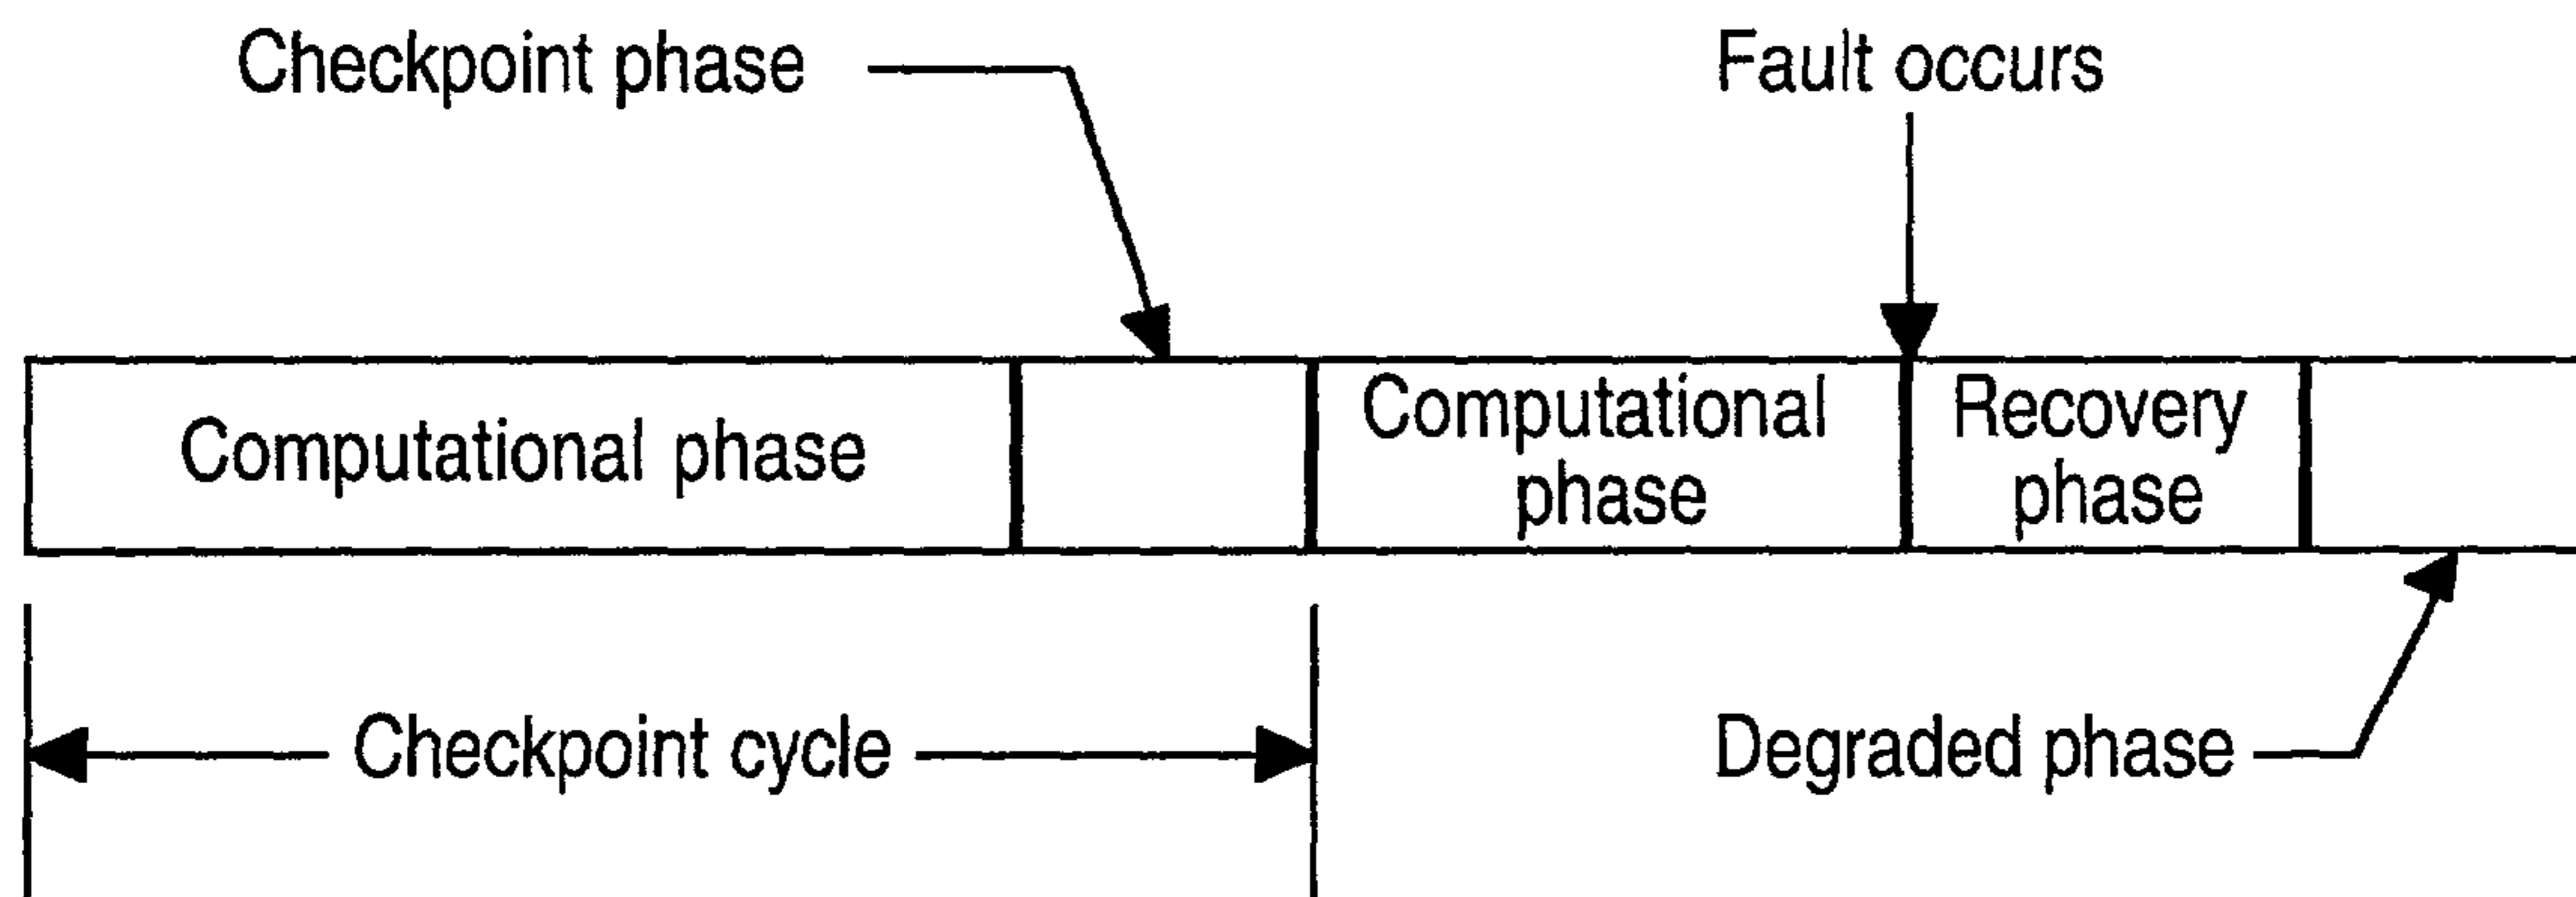 Checkpoint phase
Fault occurs
Computational phase
Computational
phase
Recovery
phase
Checkpoint cycle
Degraded phase